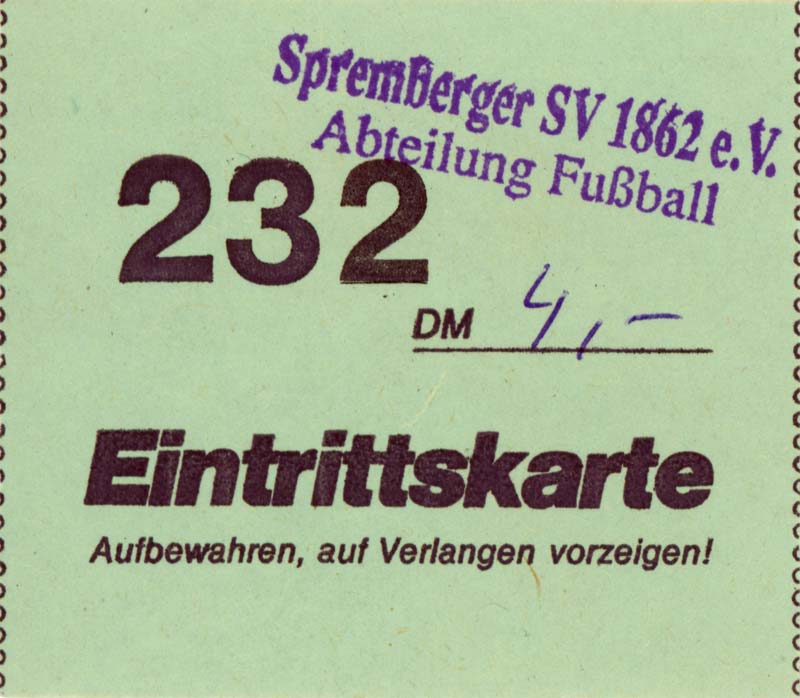 Spremberger SV 1862 e. V.
Abteilung Fußball
232
DM 4,-
Eintrittskarte
Aufbewahren, auf Verlangen vorzeigen!